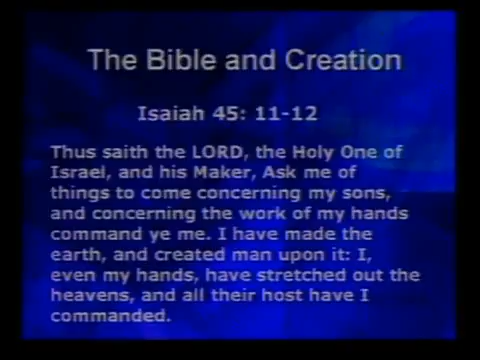 The Bible and Creation
Isaiah 45: 11-12
Thus saith the LORD, the Holy One of
Israel, and his Maker, Ask me of
things to come concerning my sons,
and concerning the work of my hands
command ye me. I have made the
earth, and created man upon it: I,
even my hands, have stretched out the
heavens, and all their host have I
commanded.